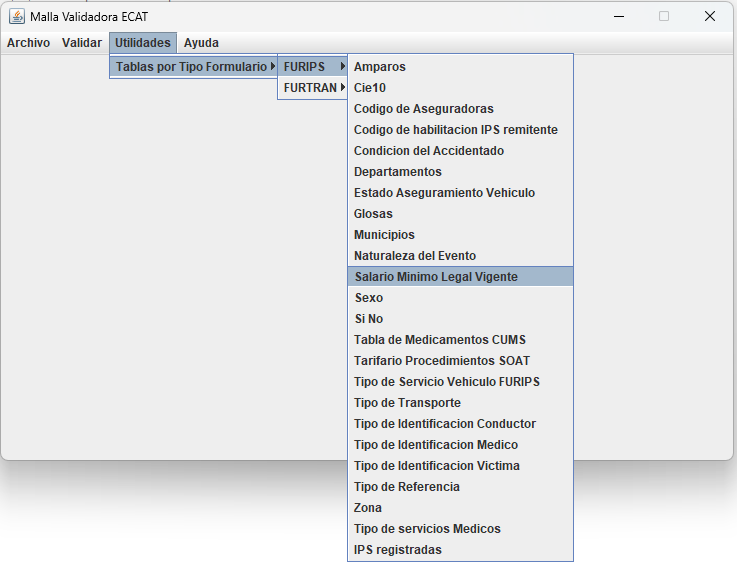 Malla Validadora ECAT
Archivo Validar Utilidades Ayuda
Tablas por Tipo Formulario
FURIPS
FURTRAN
Amparos
Cie10
Codigo de Aseguradoras
Codigo de habilitacion IPS remitente
Condicion del Accidentado
Departamentos
Estado Aseguramiento Vehiculo
Glosas
Municipios
Naturaleza del Evento
Salario Minimo Legal Vigente
Sexo
Si No
Tabla de Medicamentos CUMS
Tarifario Procedimientos SOAT
Tipo de Servicio Vehiculo FURIPS
Tipo de Transporte
Tipo de Identificacion Conductor
Tipo de Identificacion Medico
Tipo de Identificacion Victima
Tipo de Referencia
Zona
Tipo de servicios Medicos
IPS registradas